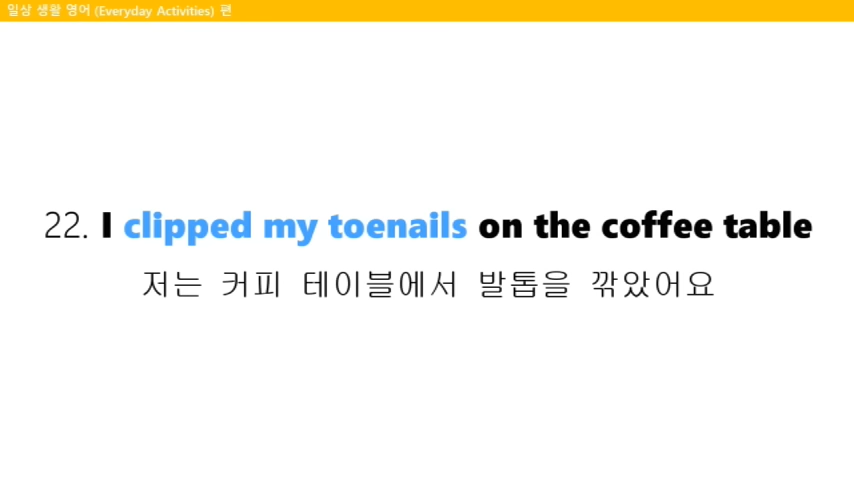 일상 생활 영어 (Everyday Activities) 편
22. I clipped my toenails on the coffee table
저는 커피 테이블에서 발톱을 깎았어요